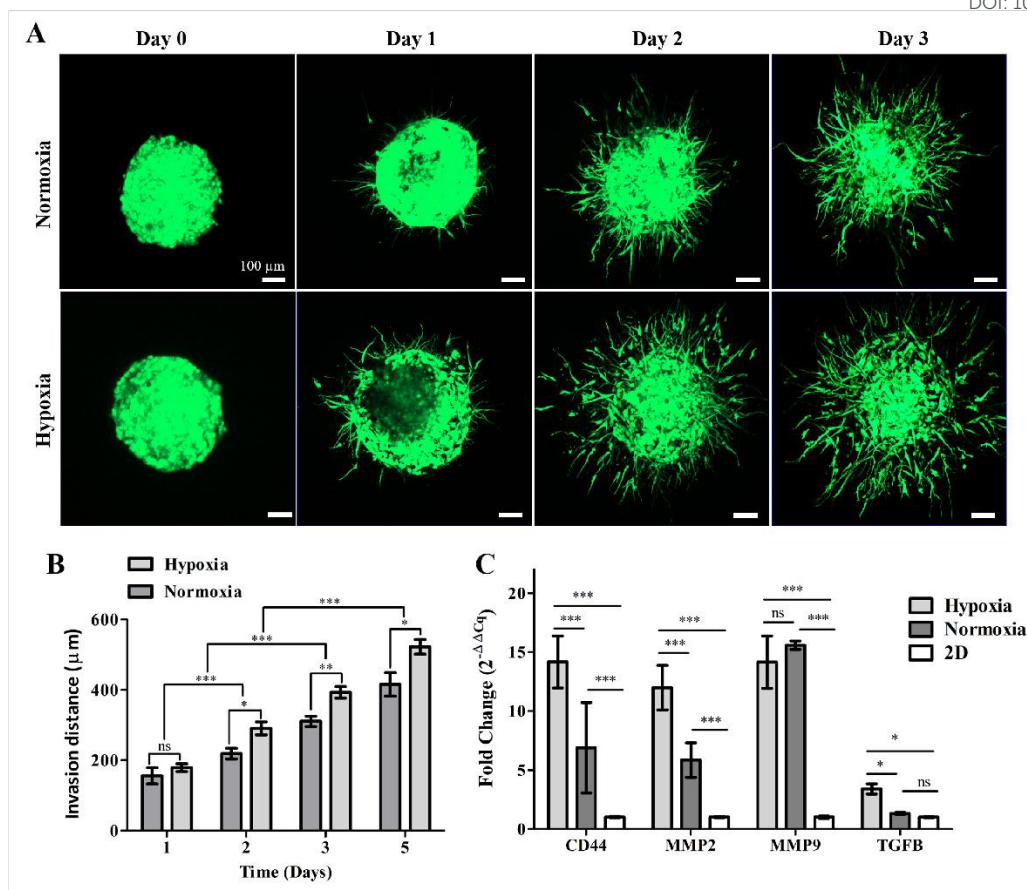 DOI: 10
A
Day 0 Day 1 Day 2 Day 3
Normoxia
100 µm
Hypoxia
B
Hypoxia
Normoxia
Invasion distance (µm)
600
400
200
0
***
***
***
ns
*
**
*
1 2 3 5
Time (Days)
C
Fold Change (2^-ΔΔCq)
20
15
10
5
0
Hypoxia
Normoxia
2D
***
***
***
***
***
***
***
ns
***
*
*
ns
CD44 MMP2 MMP9 TGFB